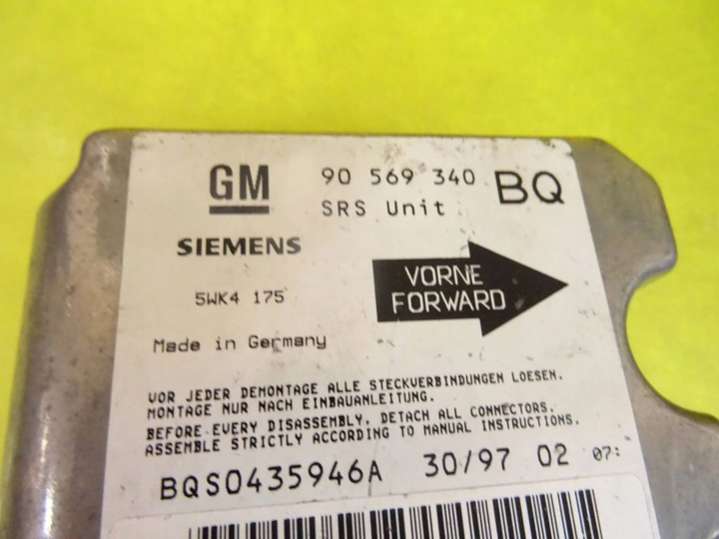 GM 90 569 340 BQ
SRS Unit
SIEMENS
VORNE
FORWARD
5WK4 175
Made in Germany
VOR JEDER DEMONTAGE ALLE STECKVERBINDUNGEN LOESEN.
MONTAGE NUR NACH EINBAUANLEITUNG.
BEFORE EVERY DISASSEMBLY, DETACH ALL CONNECTORS.
ASSEMBLE STRICTLY ACCORDING TO MANUAL INSTRUCTIONS.
BQS0435946A 30/97 02 07: